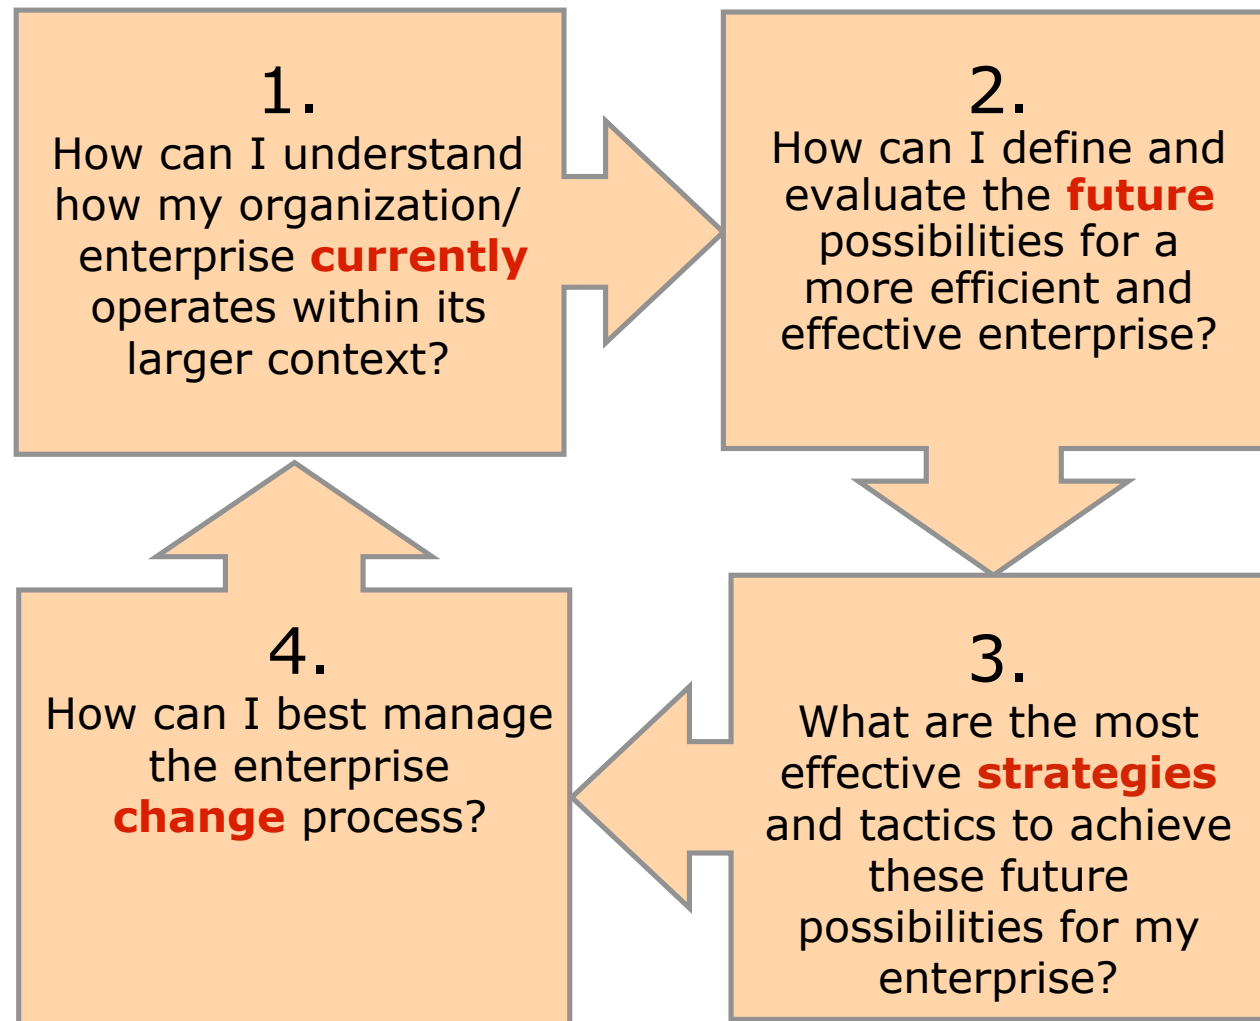 1.
How can I understand
how my organization/
enterprise currently
operates within its
larger context?
2.
How can I define and
evaluate the future
possibilities for a
more efficient and
effective enterprise?
3.
What are the most
effective strategies
and tactics to achieve
these future
possibilities for my
enterprise?
4.
How can I best manage
the enterprise
change process?